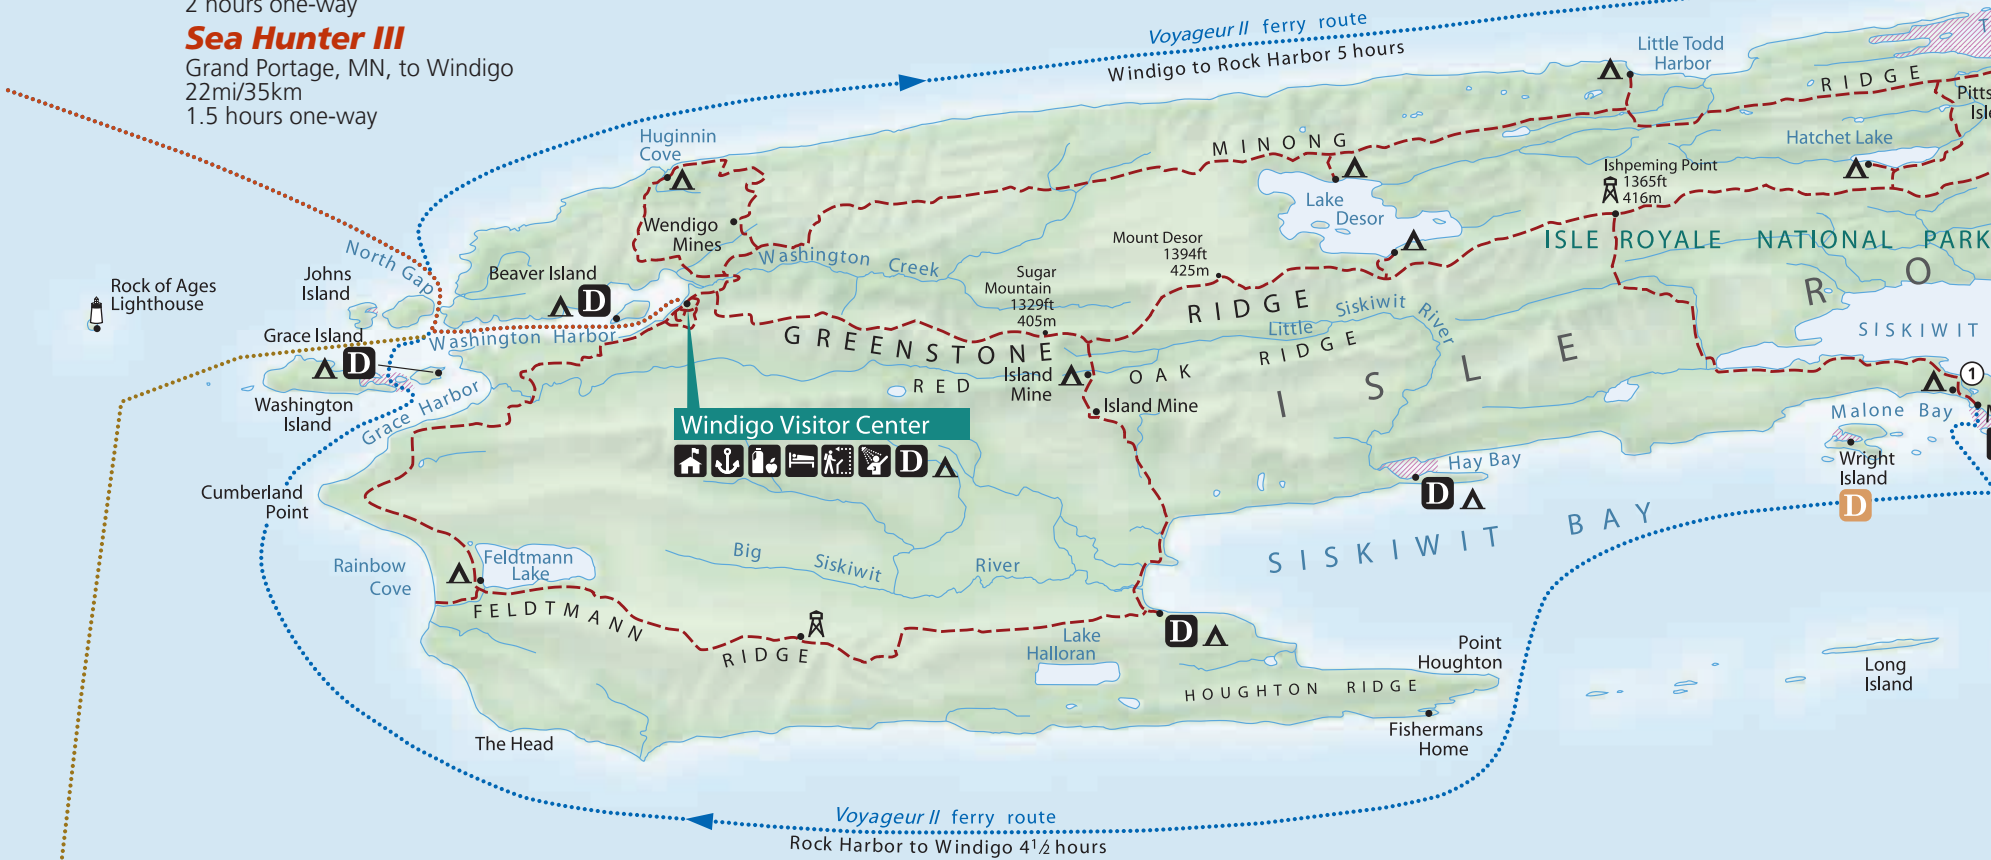 2 hours one-way
Sea Hunter III
Grand Portage, MN, to Windigo
22mi/35km
1.5 hours one-way
Voyageur II ferry route
Windigo to Rock Harbor 5 hours
Little Todd
Harbor
RIDGE
Hatchet Lake
Huginnin
Cove
MINONG
Ishpeming Point
1365ft
416m
Lake
Desor
Wendigo
Mines
Washington Creek
Mount Desor
1394ft
425m
ISLE ROYALE NATIONAL PARK
North Gap
Rock of Ages
Lighthouse
Johns
Island
Beaver Island
D
Sugar
Mountain
1329ft
405m
RIDGE
Little Siskiwit River
SISKIWIT
Grace Island
D
Washington Harbor
GREENSTONE
RED
OAK
RIDGE
ISLE RO
Island
Mine
Island Mine
1
Washington
Island
Grace Harbor
Windigo Visitor Center
D
Malone Bay
Wright
Island
D
Hay Bay
D
Cumberland
Point
SISKIWIT BAY
Rainbow
Cove
Feldtmann
Lake
Big Siskiwit River
FELDTMANN
RIDGE
Lake
Halloran
D
Point
Houghton
HOUGHTON RIDGE
Long
Island
Fishermans
Home
The Head
Voyageur II ferry route
Rock Harbor to Windigo 4 1/2 hours